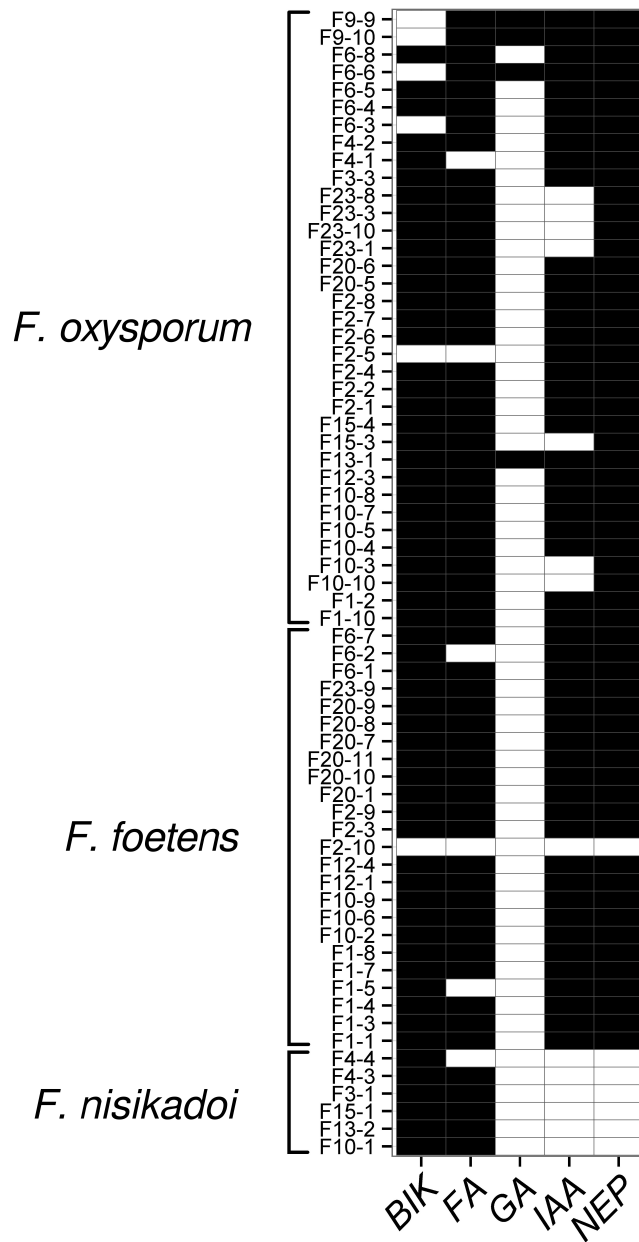 F9-9
F9-10
F6-8
F6-6
F6-5
F6-4
F6-3
F4-2
F4-1
F3-3
F23-8
F23-3
F23-10
F23-1
F20-6
F20-5
F2-8
F2-7
F2-6
F2-5
F2-4
F2-2
F2-1
F15-4
F15-3
F13-1
F12-3
F10-8
F10-7
F10-5
F10-4
F10-3
F10-10
F1-2
F1-10
F. oxysporum
F6-7
F6-2
F6-1
F23-9
F20-9
F20-8
F20-7
F20-11
F20-10
F20-1
F2-9
F2-3
F2-10
F12-4
F12-1
F10-9
F10-6
F10-2
F1-8
F1-7
F1-5
F1-4
F1-3
F1-1
F. foetens
F4-4
F4-3
F3-1
F15-1
F13-2
F10-1
F. nisikadoi
BIK FA GA IAA NEP